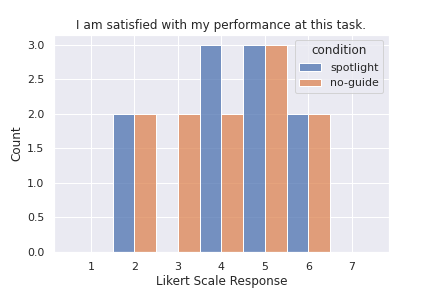 I am satisfied with my performance at this task.
condition
spotlight
no-guide
3.0
2.5
2.0
1.5
1.0
0.5
0.0
Count
1 2 3 4 5 6 7
Likert Scale Response